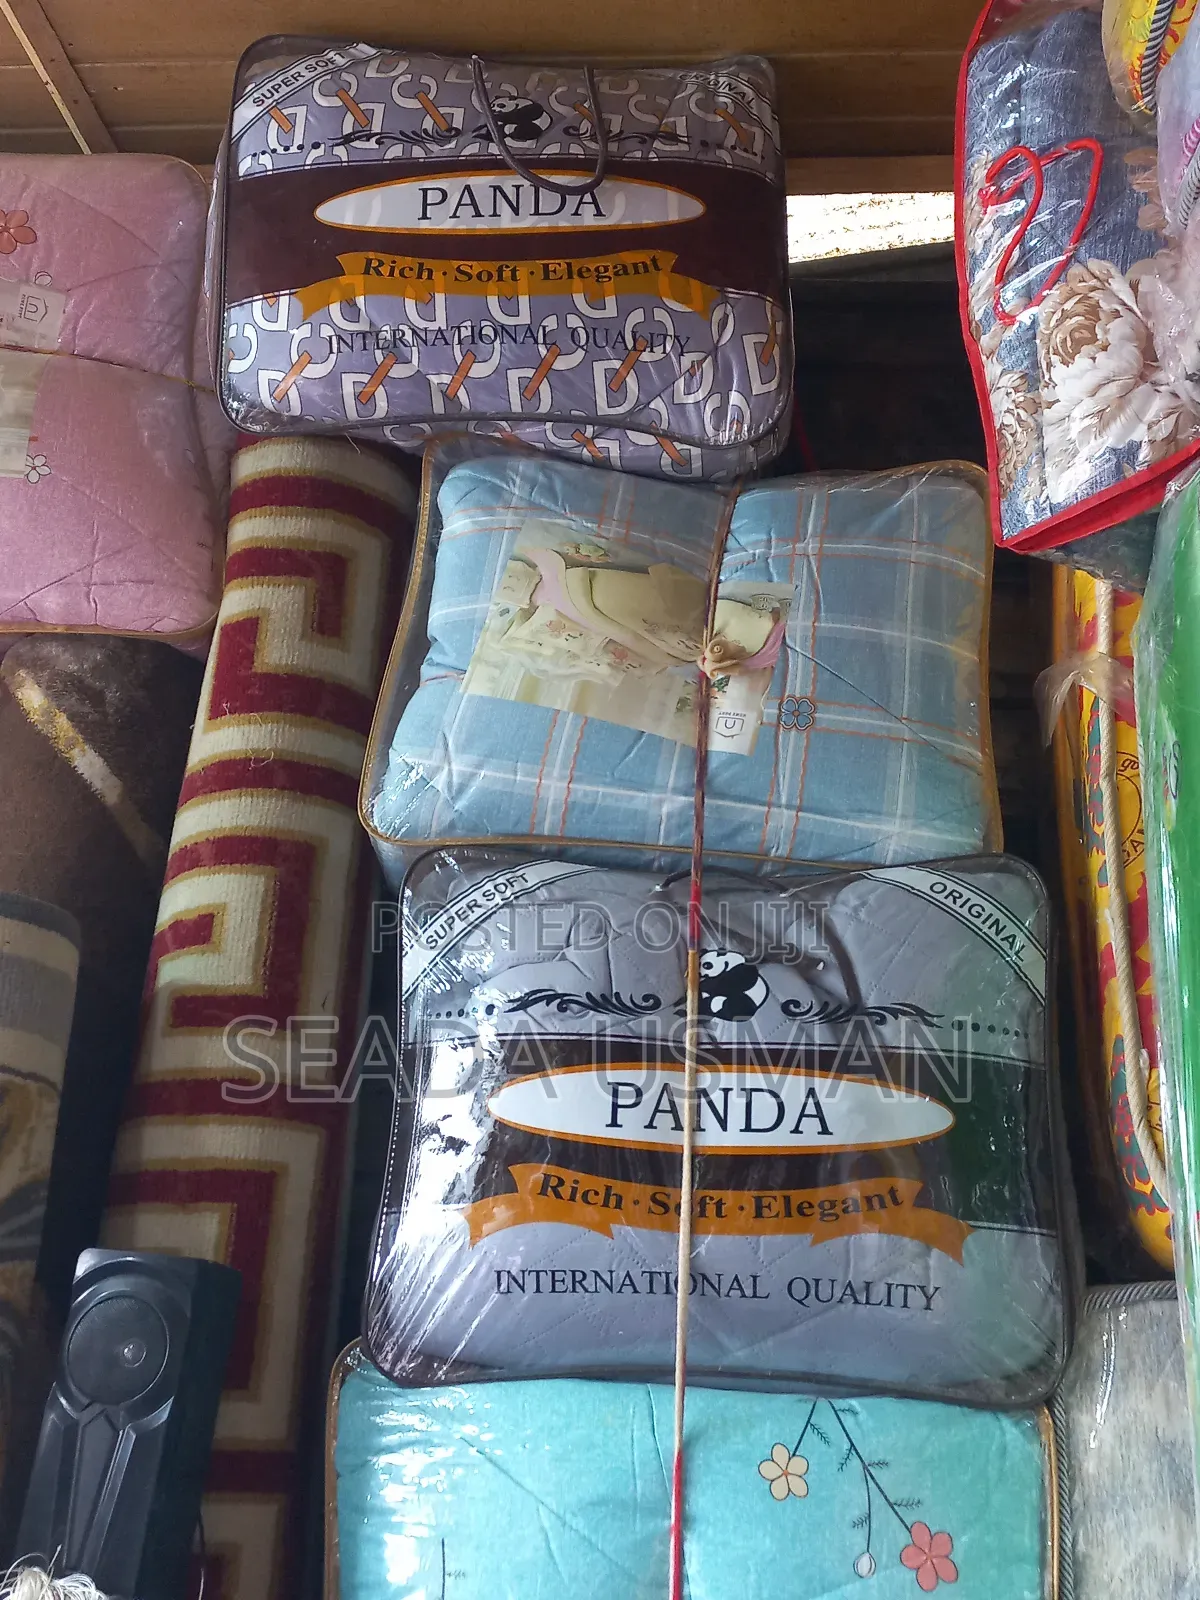 SUPER SOFT
ORIGINAL
PANDA
Rich · Soft · Elegant
INTERNATIONAL QUALITY
POSTED ON JIJI
SEADA USMAN
SUPER SOFT
ORIGINAL
PANDA
Rich · Soft · Elegant
INTERNATIONAL QUALITY